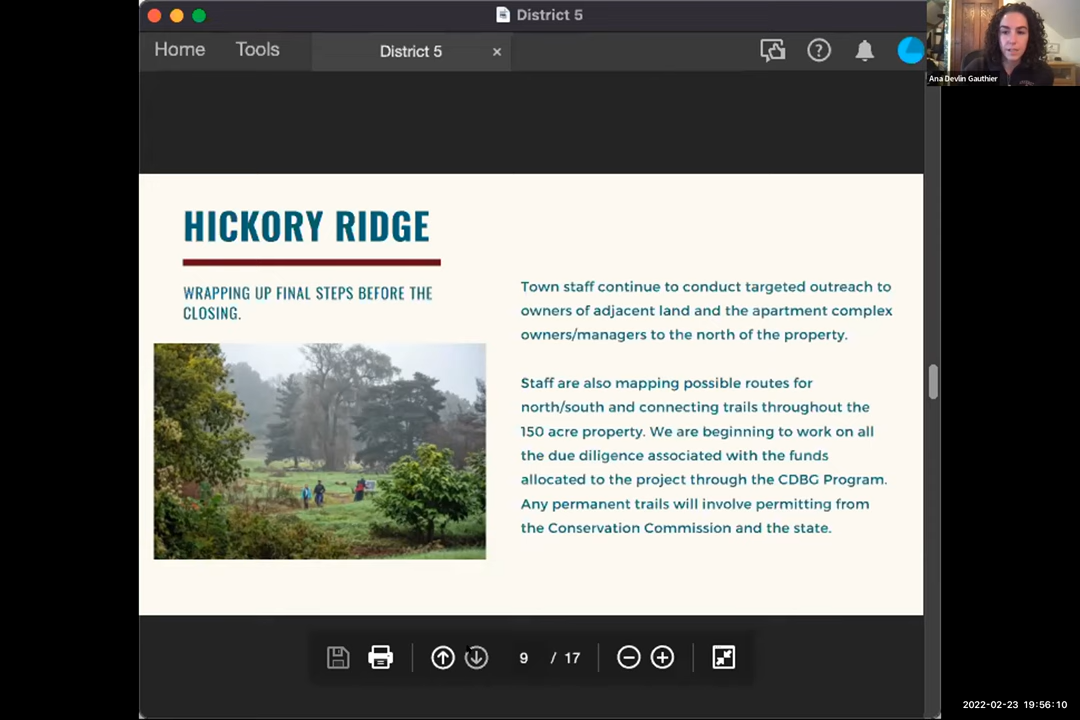 District 5
Home Tools District 5 ×
Ana Devlin Gauthier
HICKORY RIDGE
WRAPPING UP FINAL STEPS BEFORE THE
CLOSING.
Town staff continue to conduct targeted outreach to
owners of adjacent land and the apartment complex
owners/managers to the north of the property.
Staff are also mapping possible routes for
north/south and connecting trails throughout the
150 acre property. We are beginning to work on all
the due diligence associated with the funds
allocated to the project through the CDBG Program.
Any permanent trails will involve permitting from
the Conservation Commission and the state.
9 / 17
2022-02-23 19:56:10